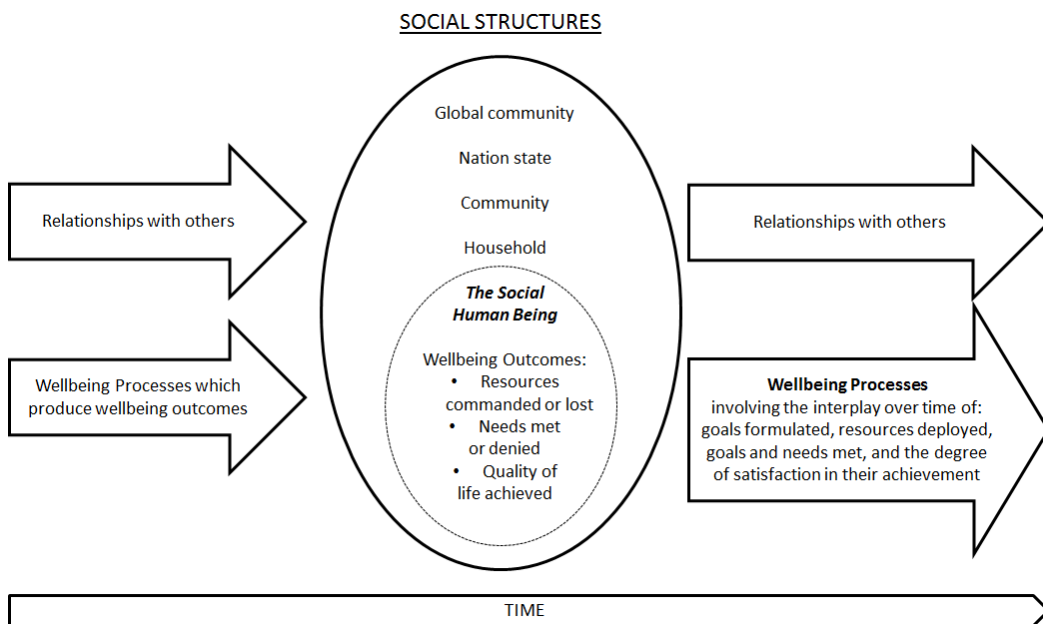 SOCIAL STRUCTURES
Relationships with others
Wellbeing Processes which
produce wellbeing outcomes
Global community
Nation state
Community
Household
The Social
Human Being
Wellbeing Outcomes:
• Resources
commanded or lost
• Needs met
or denied
• Quality of
life achieved
Relationships with others
Wellbeing Processes
involving the interplay over time of:
goals formulated, resources deployed,
goals and needs met, and the degree
of satisfaction in their achievement
TIME